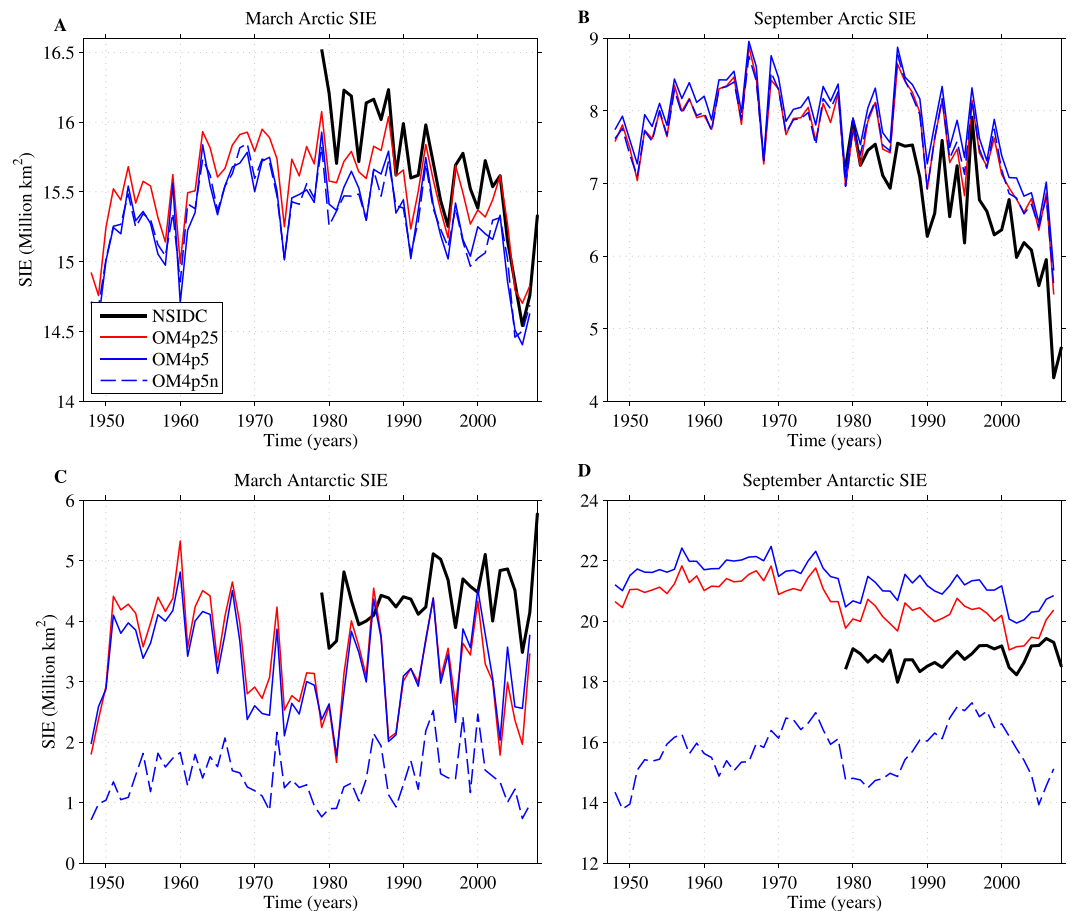 A
March Arctic SIE
16.5
16
15.5
15
14.5
14
SIE (Million km²)
NSIDC
OM4p25
OM4p5
OM4p5n
1950 1960 1970 1980 1990 2000
Time (years)
B
September Arctic SIE
9
8
7
6
5
4
1950 1960 1970 1980 1990 2000
Time (years)
C
March Antarctic SIE
6
5
4
3
2
1
0
SIE (Million km²)
1950 1960 1970 1980 1990 2000
Time (years)
D
September Antarctic SIE
24
22
20
18
16
14
12
1950 1960 1970 1980 1990 2000
Time (years)